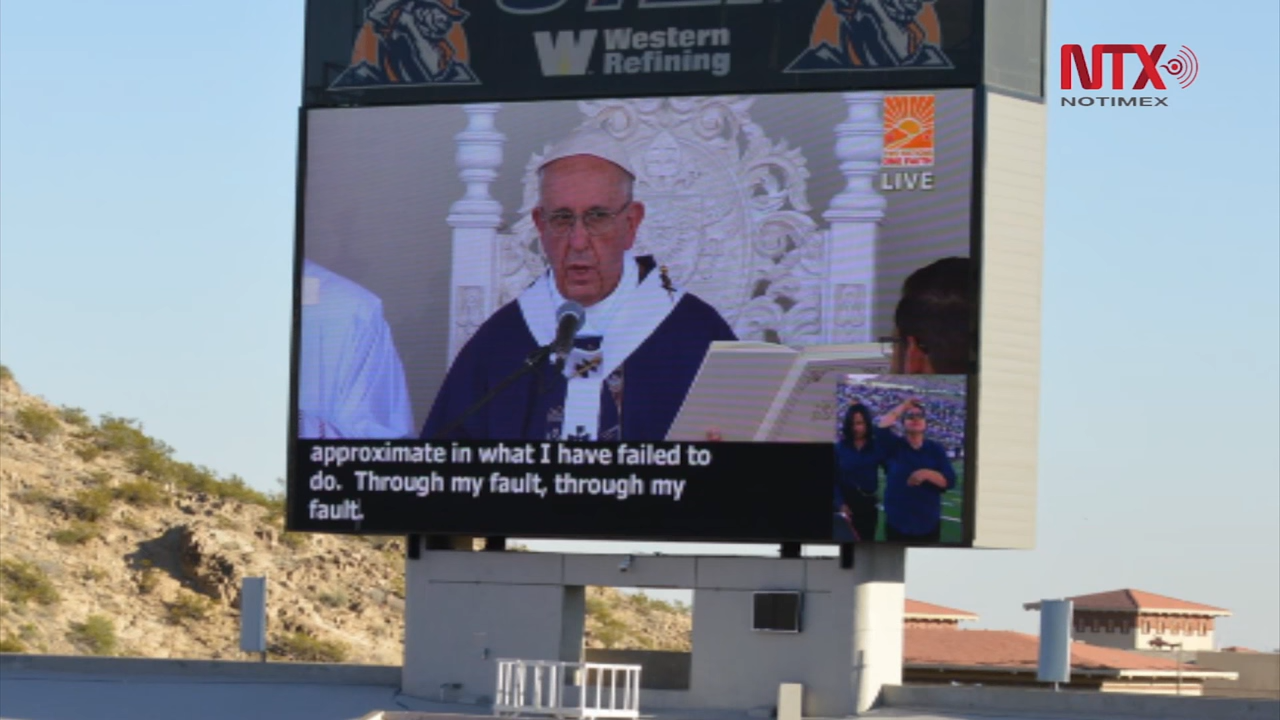 NTX
NOTIMEX
Western
Refining
LIVE
approximate in what I have failed to
do. Through my fault, through my
fault.